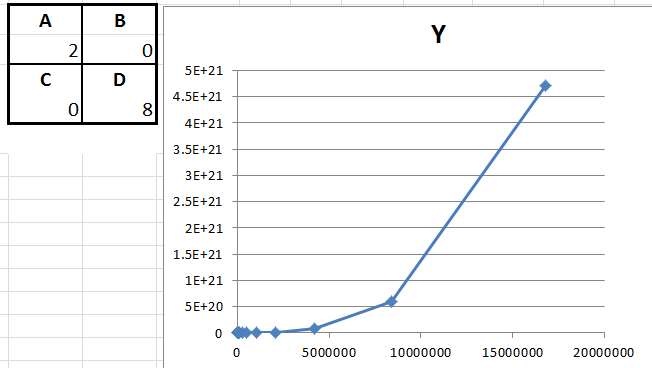 A B
2 0
C D
0 8
Y
5E+21
4.5E+21
4E+21
3.5E+21
3E+21
2.5E+21
2E+21
1.5E+21
1E+21
5E+20
0
0 5000000 10000000 15000000 20000000